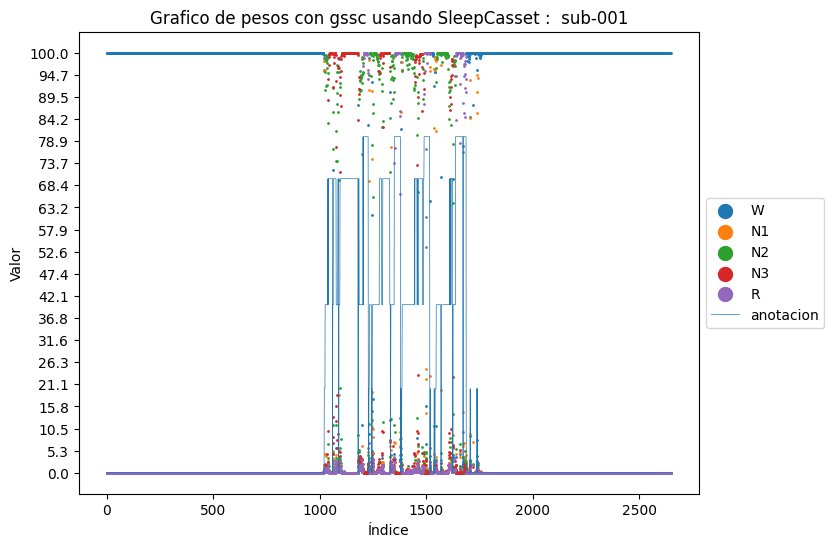 Grafico de pesos con gssc usando SleepCasset :  sub-001
100.0
94.7
89.5
84.2
78.9
73.7
68.4
63.2
57.9
52.6
47.4
42.1
36.8
31.6
26.3
21.1
15.8
10.5
5.3
0.0
Valor
0 500 1000 1500 2000 2500
Índice
W
N1
N2
N3
R
anotacion